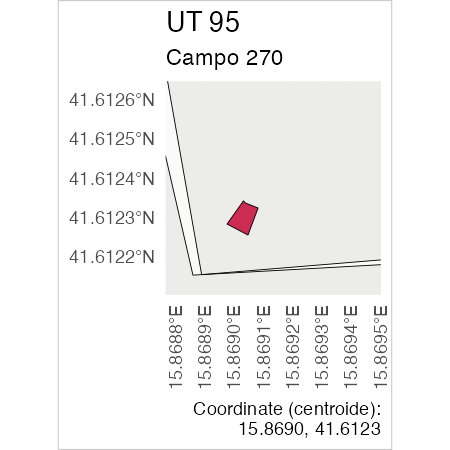 UT 95
Campo 270
41.6126°N
41.6125°N
41.6124°N
41.6123°N
41.6122°N
15.8688°E
15.8689°E
15.8690°E
15.8691°E
15.8692°E
15.8693°E
15.8694°E
15.8695°E
Coordinate (centroide):
15.8690, 41.6123